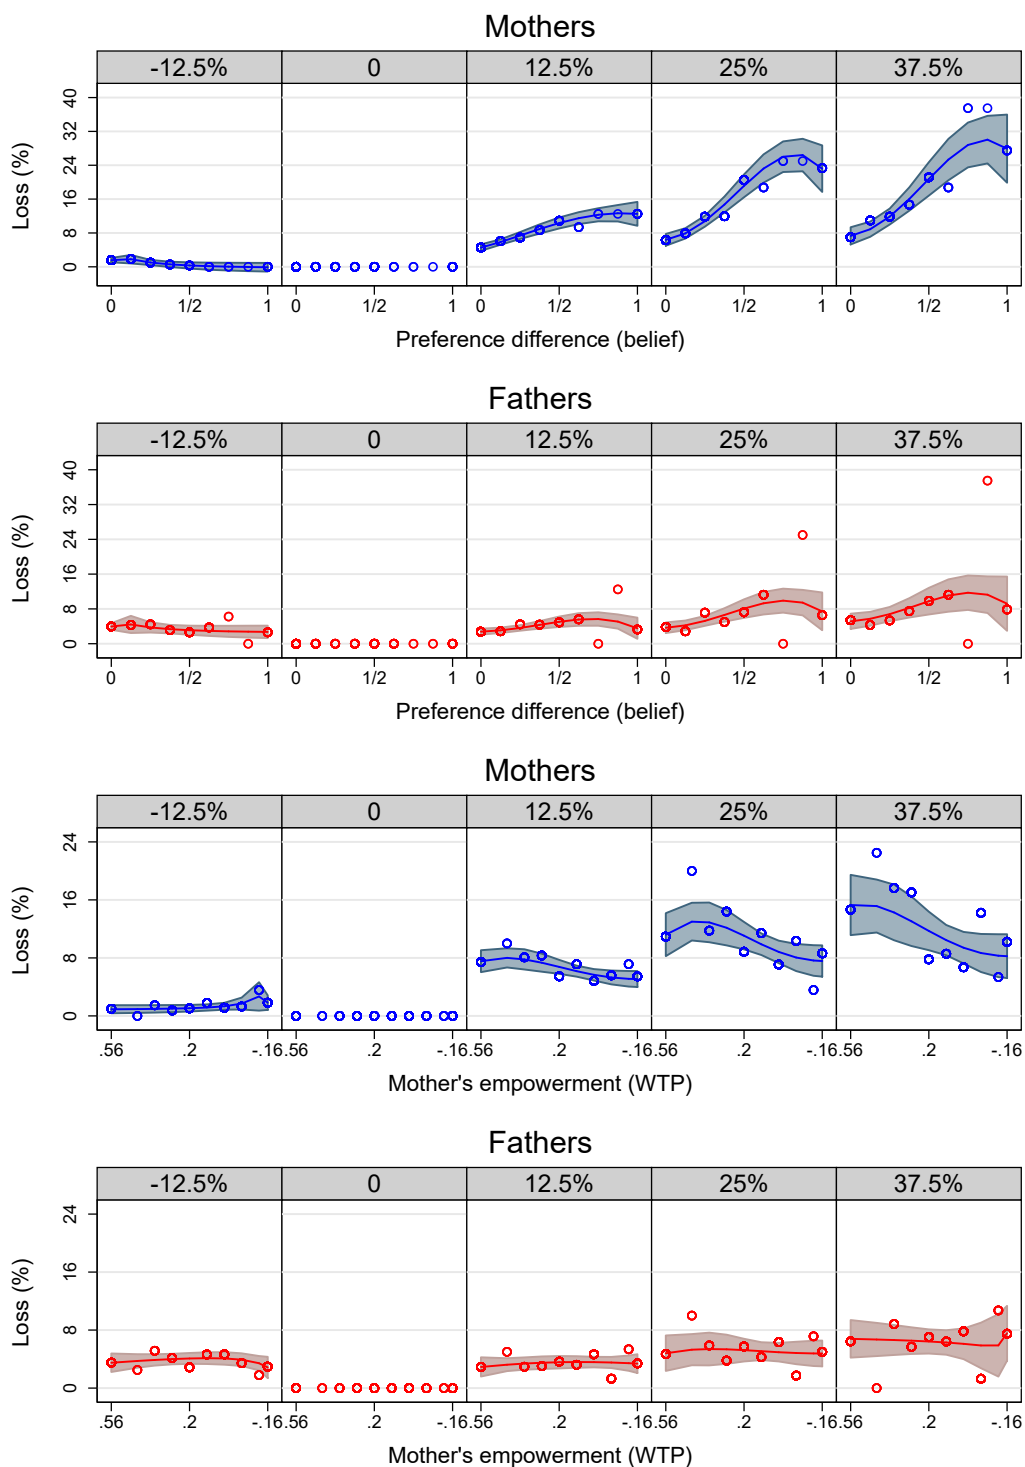 Mothers
-12.5% 0 12.5% 25% 37.5%
Loss (%)
40
32
24
16
8
0
0 1/2 1 0 1/2 1 0 1/2 1 0 1/2 1 0 1/2 1
Preference difference (belief)
Fathers
-12.5% 0 12.5% 25% 37.5%
Loss (%)
40
32
24
16
8
0
0 1/2 1 0 1/2 1 0 1/2 1 0 1/2 1 0 1/2 1
Preference difference (belief)
Mothers
-12.5% 0 12.5% 25% 37.5%
Loss (%)
24
16
8
0
.56 .2 -.16.56 .2 -.16.56 .2 -.16.56 .2 -.16.56 .2 -.16
Mother's empowerment (WTP)
Fathers
-12.5% 0 12.5% 25% 37.5%
Loss (%)
24
16
8
0
.56 .2 -.16.56 .2 -.16.56 .2 -.16.56 .2 -.16.56 .2 -.16
Mother's empowerment (WTP)